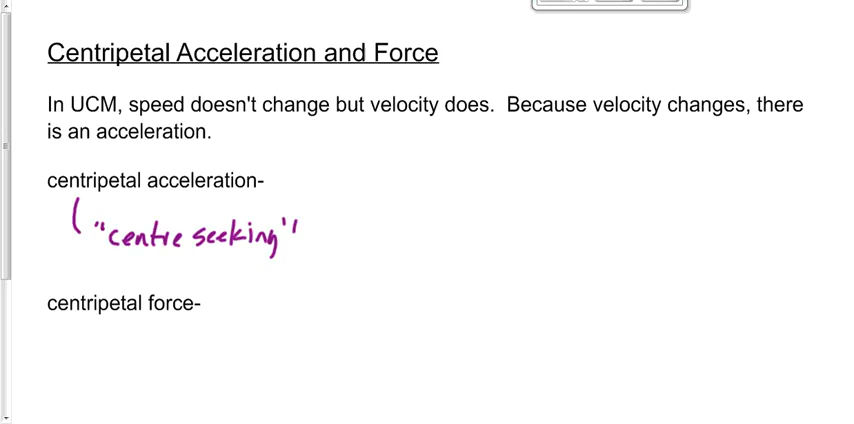 Centripetal Acceleration and Force
In UCM, speed doesn't change but velocity does.  Because velocity changes, there
is an acceleration.
centripetal acceleration-
"centre seeking"
centripetal force-